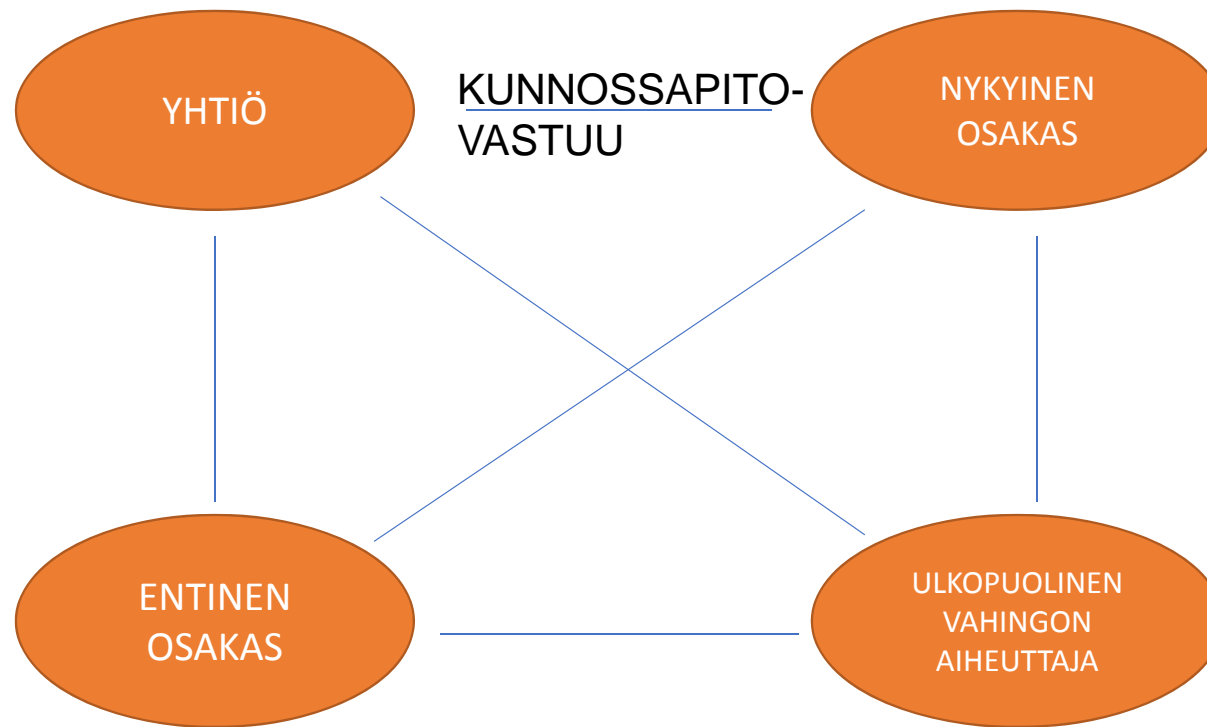 YHTIÖ
KUNNOSSAPITO-
VASTUU
NYKYINEN
OSAKAS
ENTINEN
OSAKAS
ULKOPUOLINEN
VAHINGON
AIHEUTTAJA